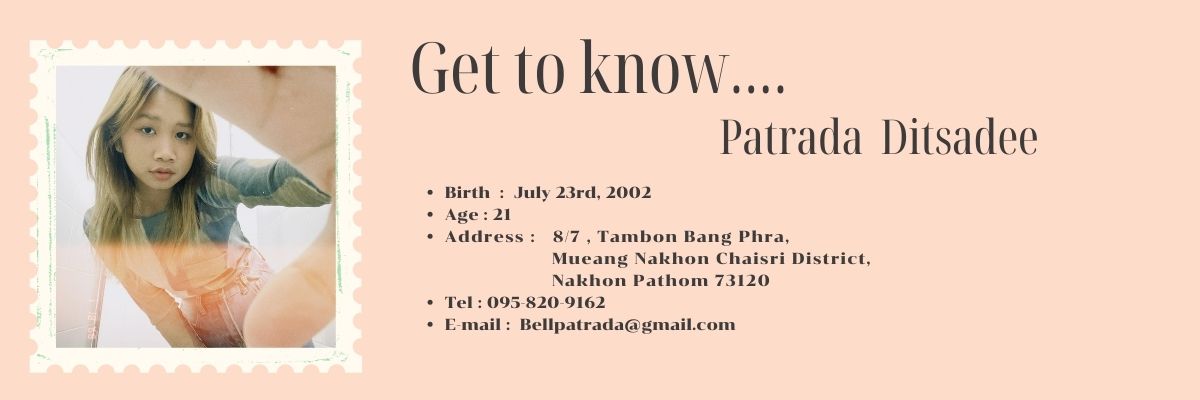 Get to know....
Patrada Ditsadee
• Birth : July 23rd, 2002
• Age : 21
• Address : 8/7 , Tambon Bang Phra,
Mueang Nakhon Chaisri District,
Nakhon Pathom 73120
• Tel : 095-820-9162
• E-mail : Bellpatrada@gmail.com